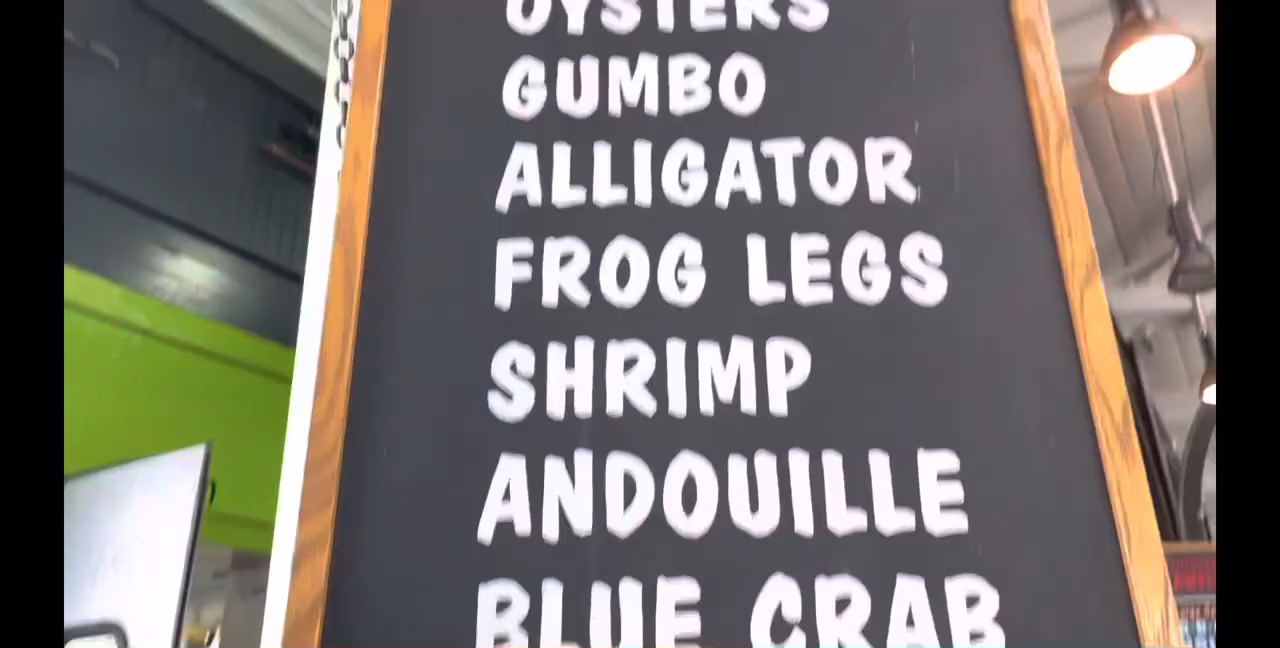 OYSTERS
GUMBO
ALLIGATOR
FROG LEGS
SHRIMP
ANDOUILLE
BLUE CRAB